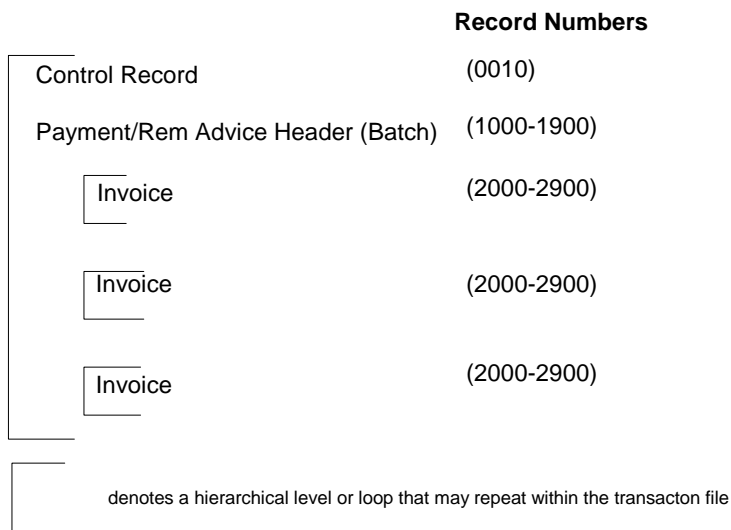 Record Numbers
Control Record (0010)
Payment/Rem Advice Header (Batch) (1000-1900)
Invoice (2000-2900)
Invoice (2000-2900)
Invoice (2000-2900)
denotes a hierarchical level or loop that may repeat within the transacton file